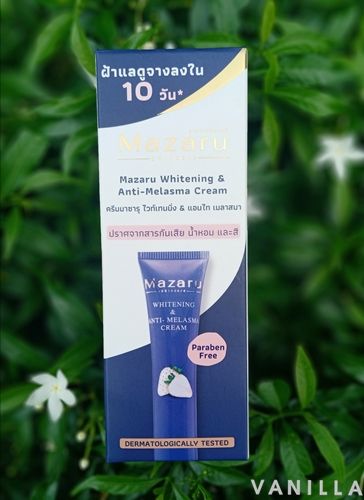 ฝ้าแลดูจางลงใน
10 วัน*
Mazaru
Mazaru Whitening &
Anti-Melasma Cream
ครีมมาซารุ ไวท์เทนนิ่ง & แอนไท เมลาสมา
ปราศจากสารกันเสีย น้ำหอม และสี
Mazaru
WHITENING
&
ANTI- MELASMA
CREAM
Paraben
Free
DERMATOLOGICALLY TESTED
VANILLA